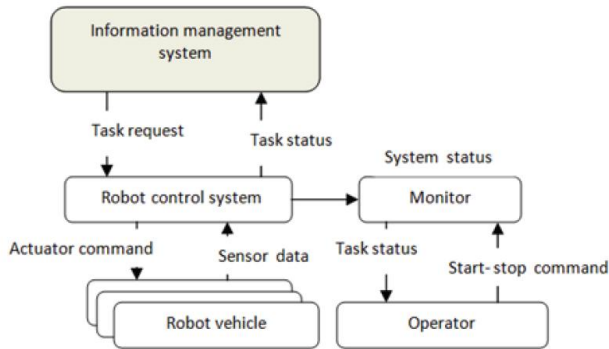 Information management
system
Task request
Task status
System status
Robot control system
Monitor
Actuator command
Sensor data
Task status
Start-stop command
Robot vehicle
Operator